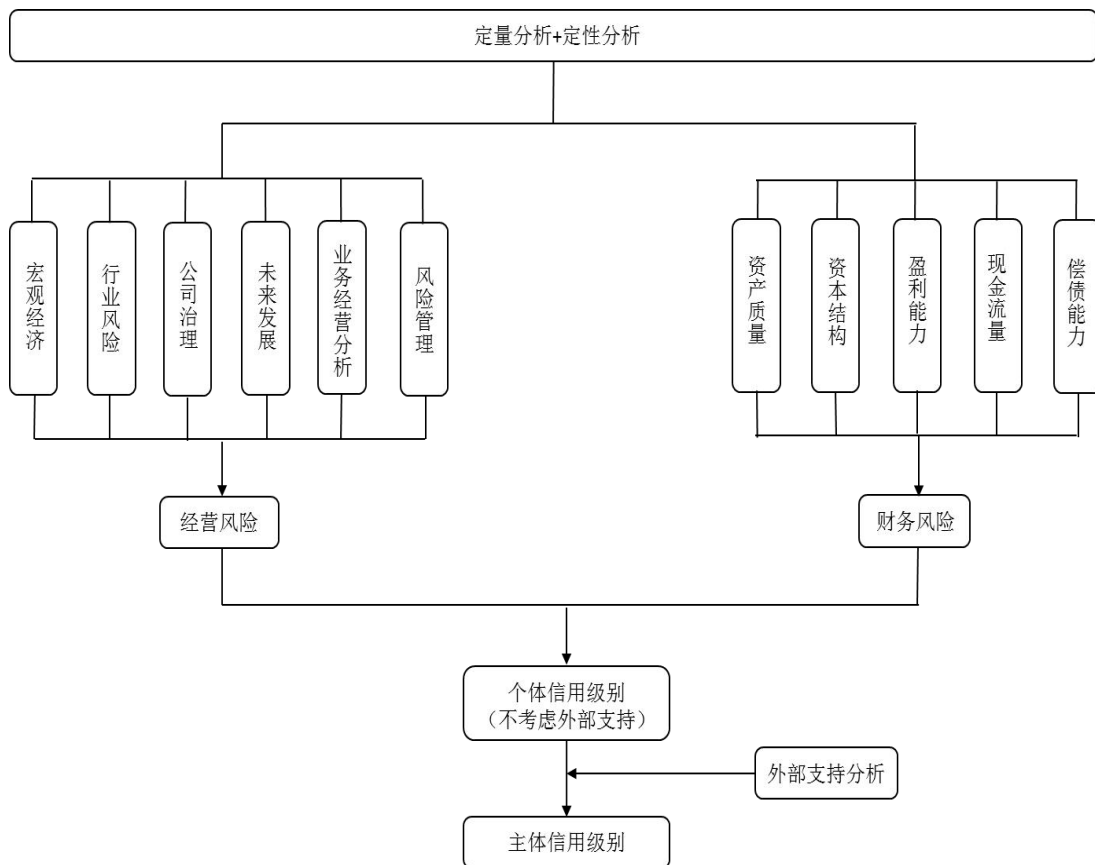 定量分析+定性分析
宏观经济
行业风险
公司治理
未来发展
业务经营分析
风险管理
资产质量
资本结构
盈利能力
现金流量
偿债能力
经营风险
财务风险
个体信用级别
（不考虑外部支持）
外部支持分析
主体信用级别